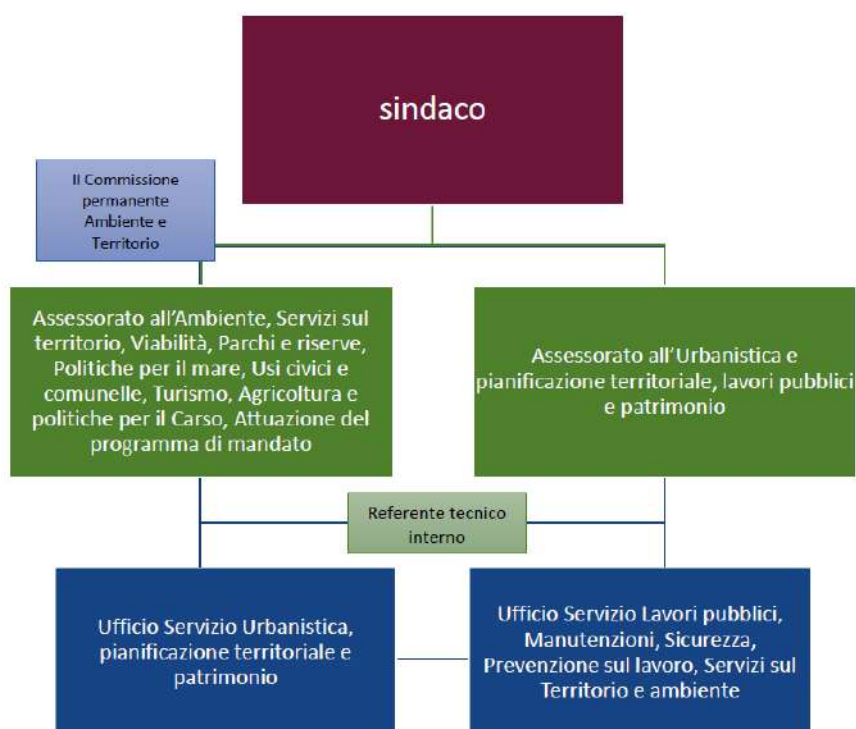 sindaco
II Commissione
permanente
Ambiente e
Territorio
Assessorato all'Ambiente, Servizi sul
territorio, Viabilità, Parchi e riserve,
Politiche per il mare, Usi civici e
comunelle, Turismo, Agricoltura e
politiche per il Carso, Attuazione del
programma di mandato
Assessorato all'Urbanistica e
pianificazione territoriale, lavori pubblici
e patrimonio
Referente tecnico
interno
Ufficio Servizio Urbanistica,
pianificazione territoriale e
patrimonio
Ufficio Servizio Lavori pubblici,
Manutenzioni, Sicurezza,
Prevenzione sul lavoro, Servizi sul
Territorio e ambiente